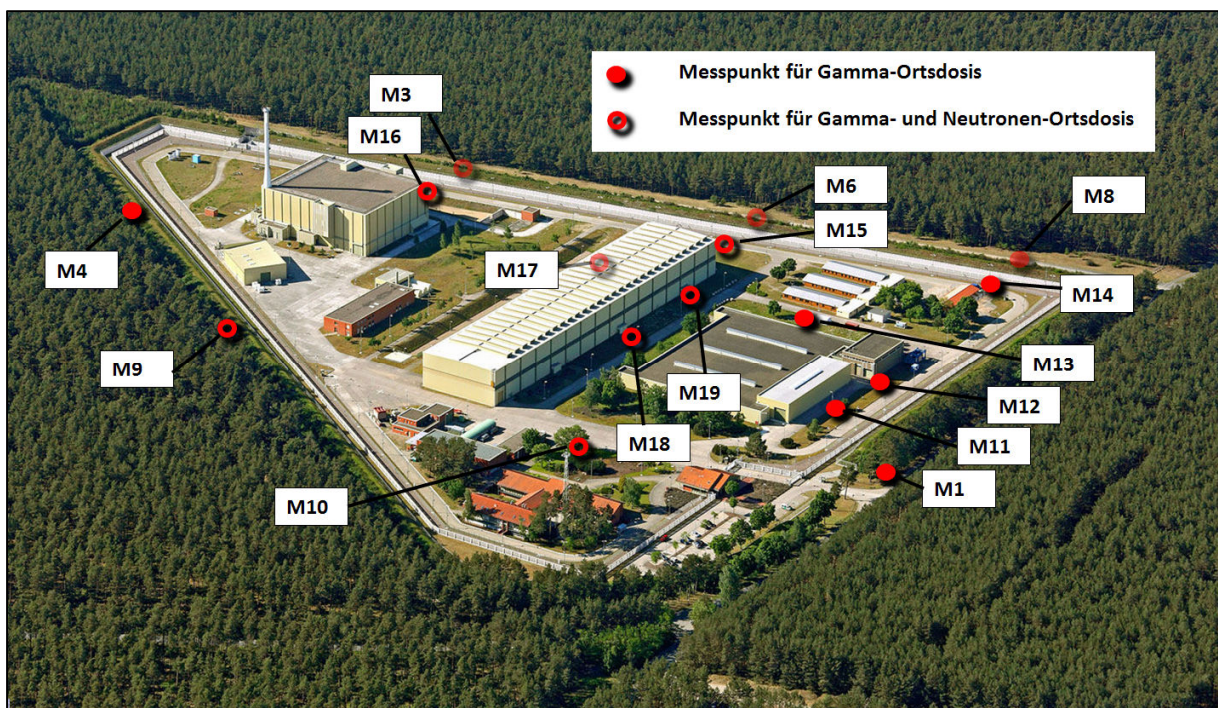 Messpunkt für Gamma-Ortsdosis
Messpunkt für Gamma- und Neutronen-Ortsdosis
M3
M16
M6
M8
M15
M4
M17
M14
M9
M13
M19
M12
M18
M11
M10
M1